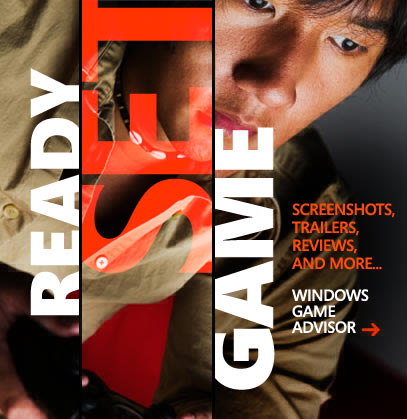 READY
SET
GAME
SCREENSHOTS,
TRAILERS,
REVIEWS,
AND MORE...
WINDOWS
GAME
ADVISOR →